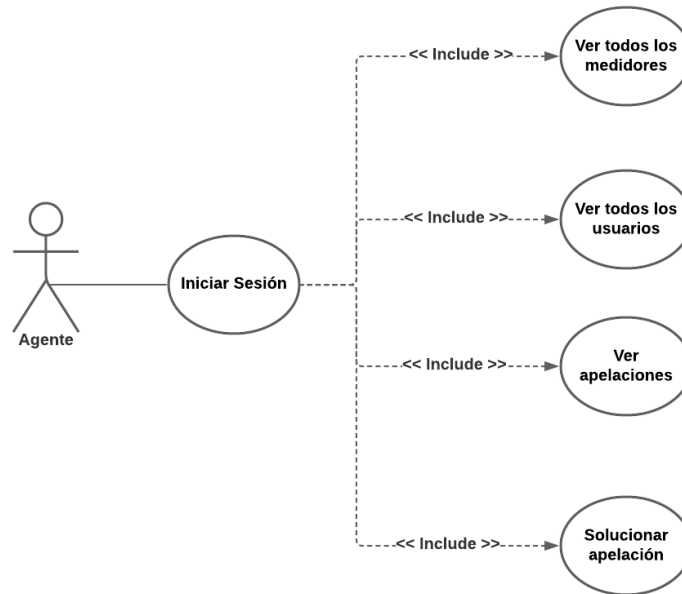 << Include >>
Ver todos los
medidores
<< Include >>
Ver todos los
usuarios
Iniciar Sesión
Agente
<< Include >>
Ver
apelaciones
<< Include >>
Solucionar
apelación